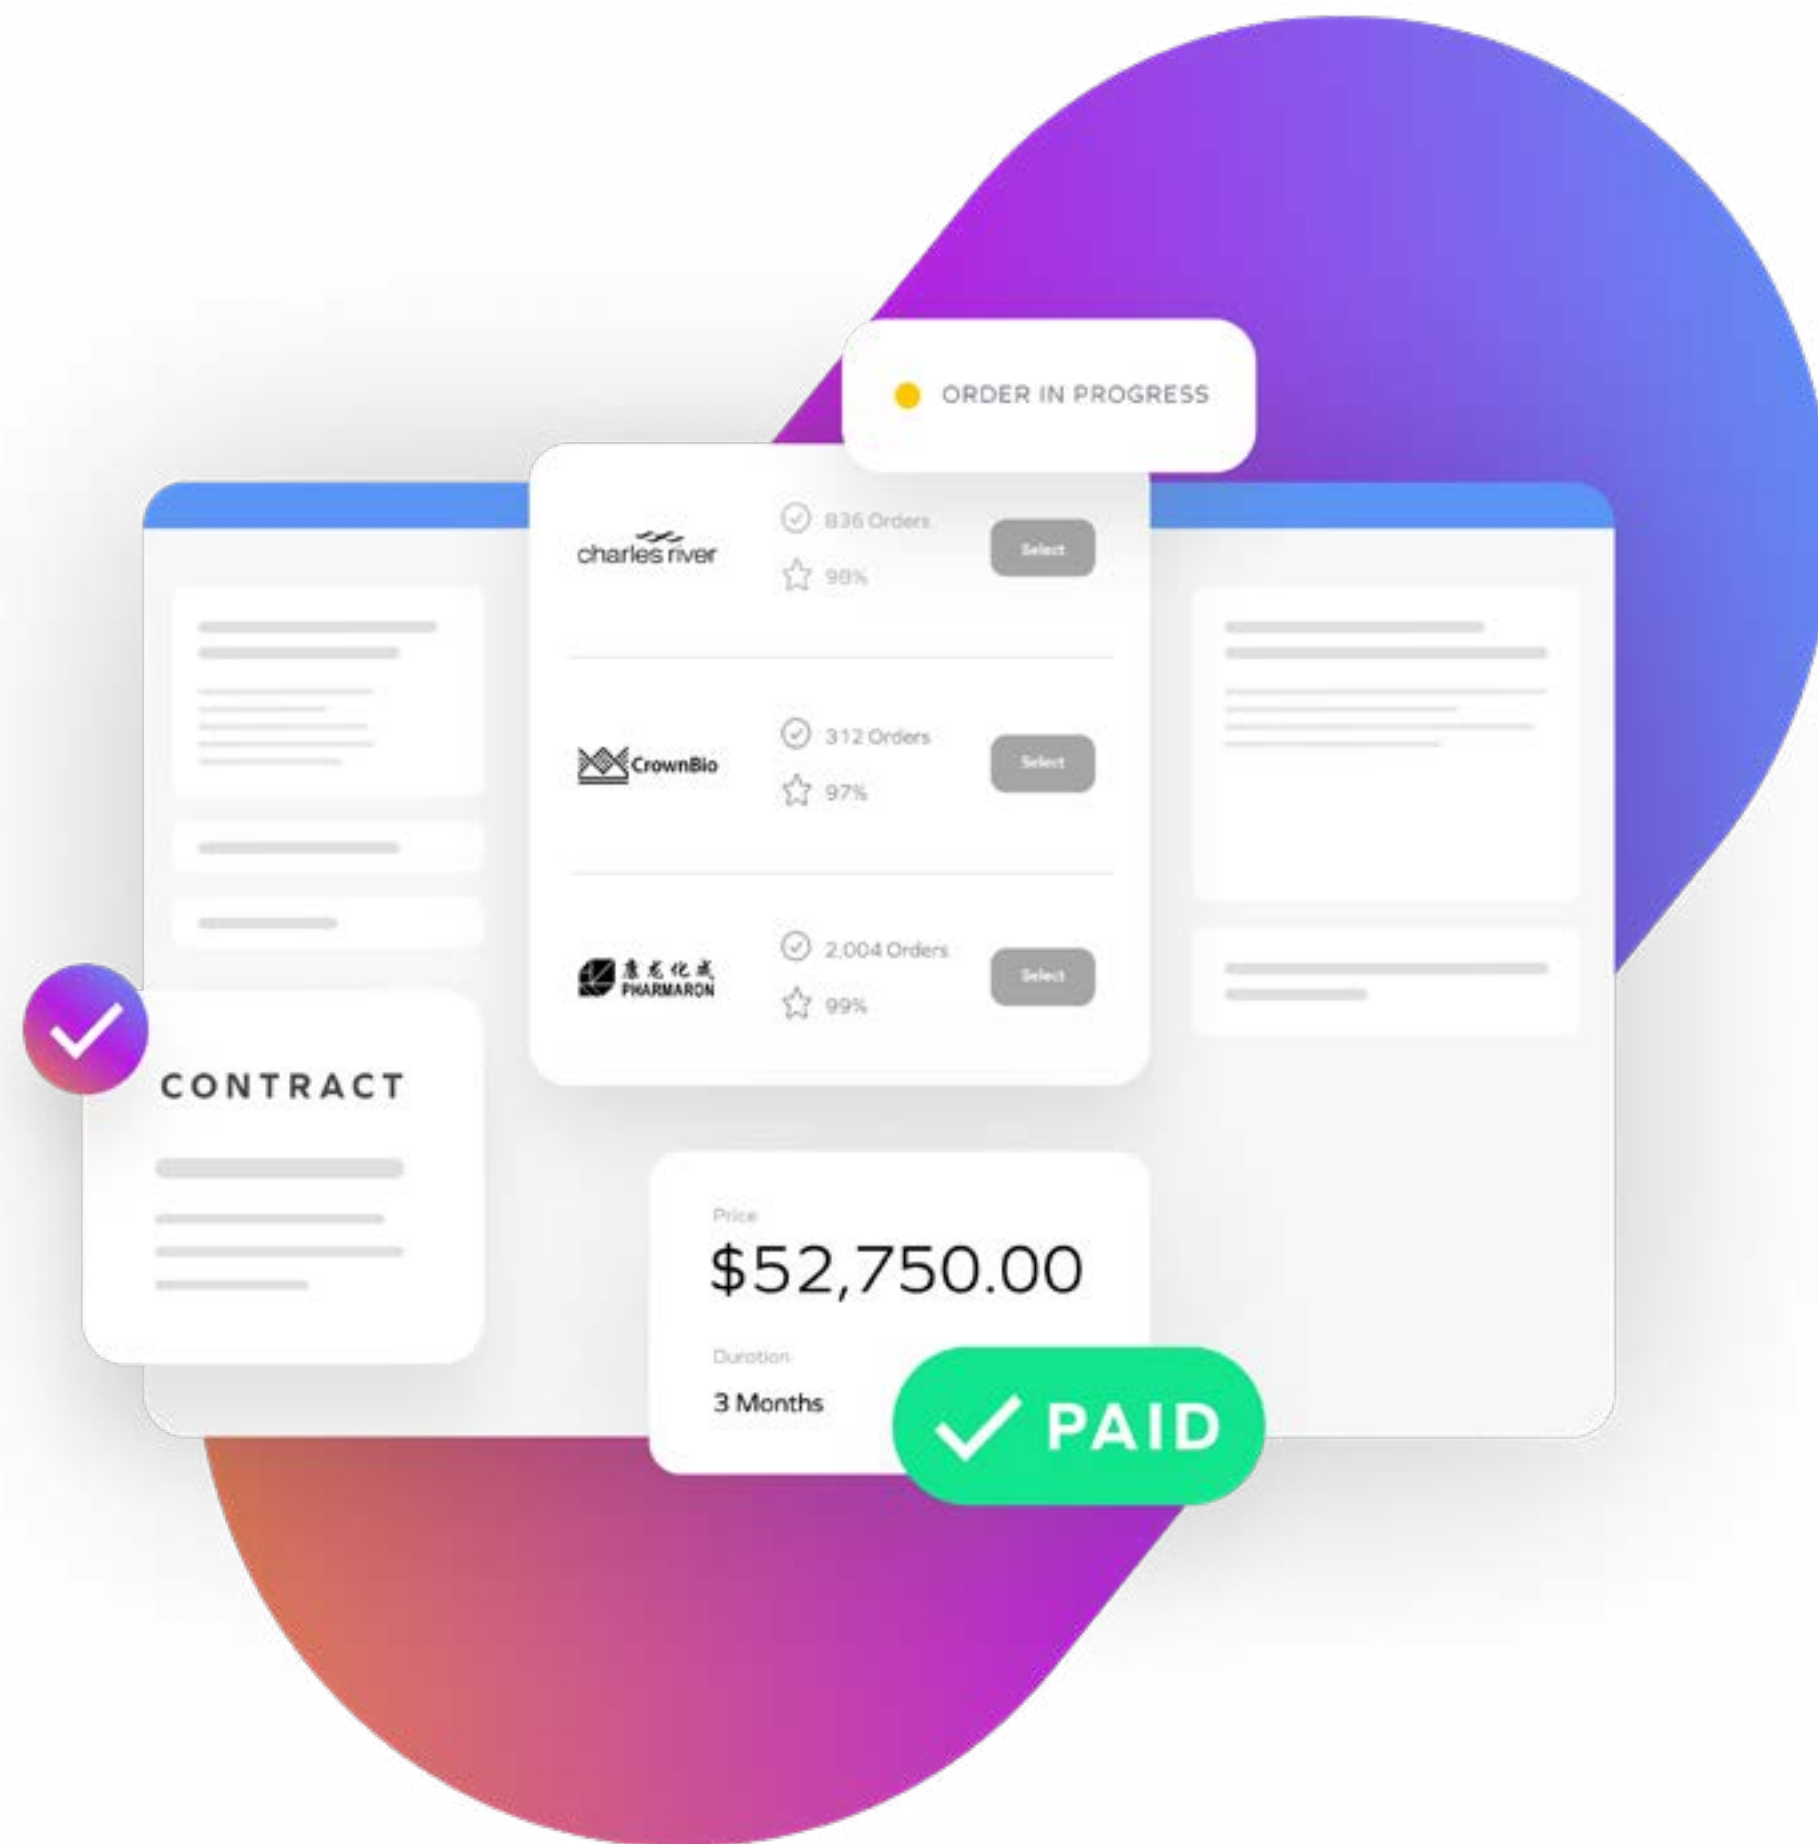 ORDER IN PROGRESS
charles river
836 Orders
98%
Select
CrownBio
312 Orders
97%
Select
康龙化成
PHARMARON
2,004 Orders
99%
Select
CONTRACT
Price
$52,750.00
Duration
3 Months
PAID